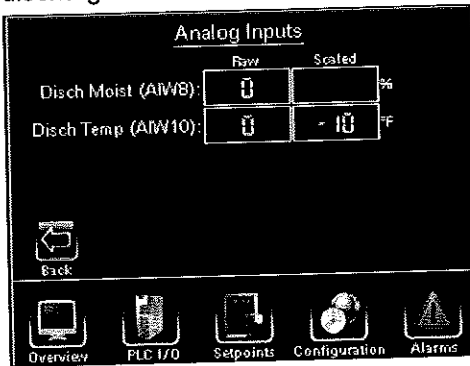 Analog Inputs
Raw Scaled
Disch Moist (AIW8): 0 %
Disch Temp (AIW10): 0 -10 °F
Back
Overview PLC I/O Setpoints Configuration Alarms